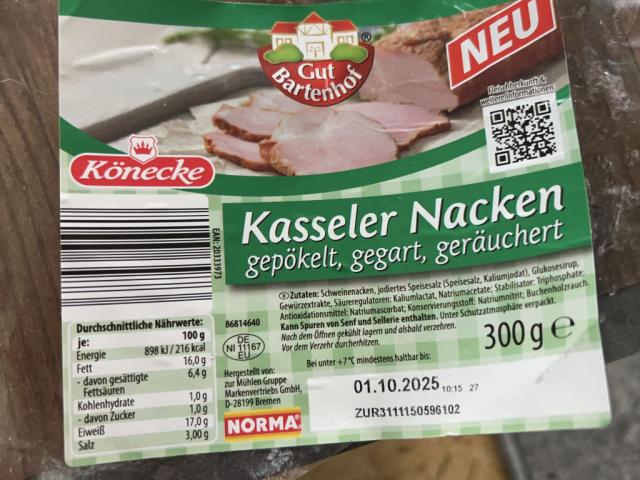 Gut
Bartenhof
NEU
Fleischherkunft &
weitere Informationen
Könecke
Kasseler Nacken
gepökelt, gegart, geräuchert
EAN: 20333973
Zutaten: Schweinenacken, jodiertes Speisesalz (Speisesalz, Kaliumjodat), Glukosesirup,
Gewürzextrakte, Säureregulatoren: Kaliumlactat, Natriumacetate; Stabilisator: Triphosphate;
Antioxidationsmittel: Natriumascorbat; Konservierungsstoff: Natriumnitrit; Buchenholzrauch.
Kann Spuren von Senf und Sellerie enthalten. Unter Schutzatmosphäre verpackt.
Nach dem Öffnen gekühlt lagern und alsbald verzehren.
Vor dem Verzehr durcherhitzen.
300 g e
Durchschnittliche Nährwerte:
je: 100 g
Energie 898 kJ / 216 kcal
Fett 16,0 g
- davon gesättigte 6,4 g
Fettsäuren
Kohlenhydrate 1,0 g
- davon Zucker 1,0 g
Eiweiß 17,0 g
Salz 3,00 g
86814640
DE
NI 11167
EU
Hergestellt von:
zur Mühlen Gruppe
Markenvertriebs GmbH,
D-28199 Bremen
NORMA
Bei unter +7 °C mindestens haltbar bis:
01.10.2025 10:15 27
ZUR3111150596102